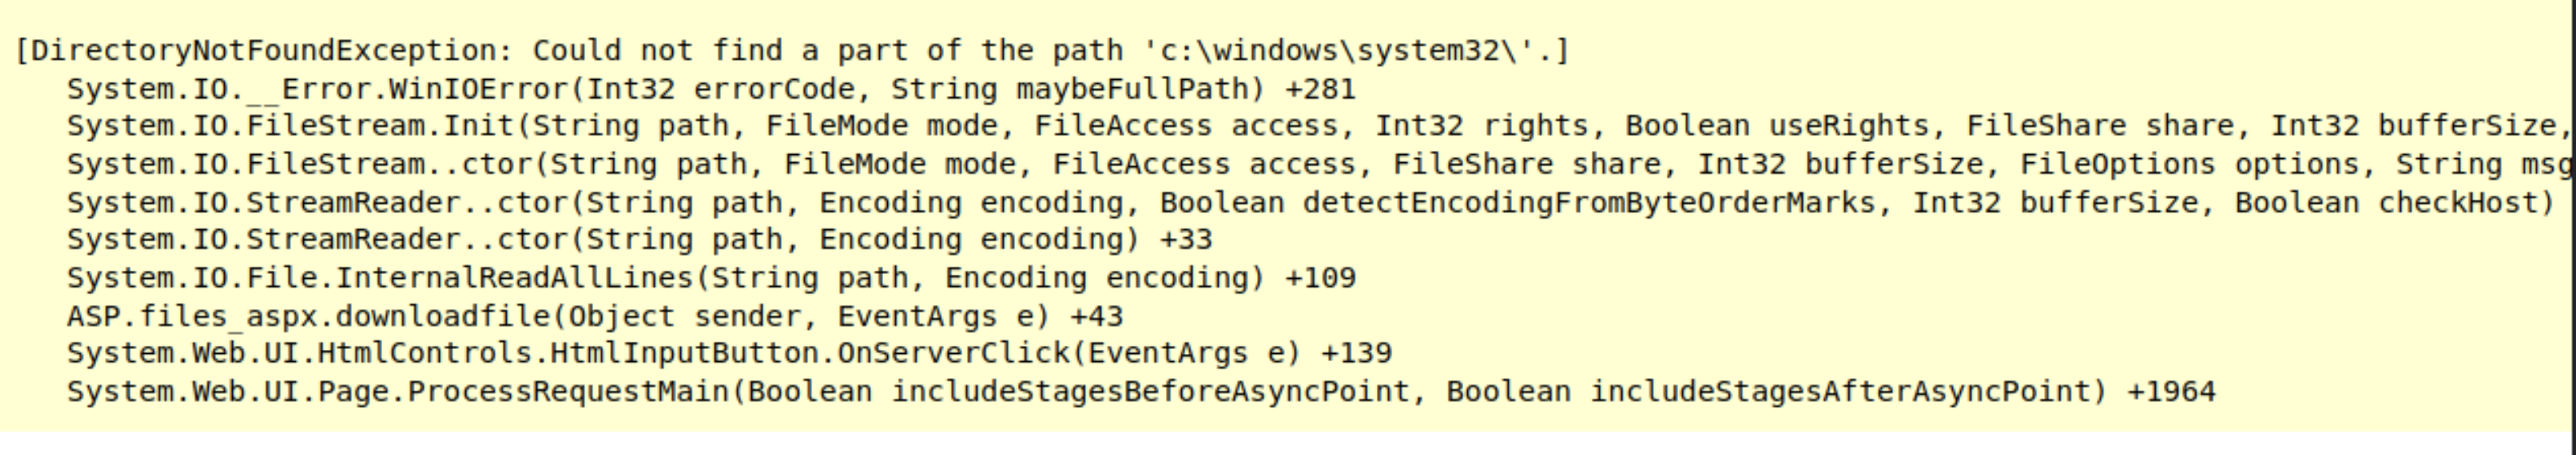 [DirectoryNotFoundException: Could not find a part of the path 'c:\windows\system32\'.]
System.IO.__Error.WinIOError(Int32 errorCode, String maybeFullPath) +281
System.IO.FileStream.Init(String path, FileMode mode, FileAccess access, Int32 rights, Boolean useRights, FileShare share, Int32 bufferSize,
System.IO.FileStream..ctor(String path, FileMode mode, FileAccess access, FileShare share, Int32 bufferSize, FileOptions options, String msg
System.IO.StreamReader..ctor(String path, Encoding encoding, Boolean detectEncodingFromByteOrderMarks, Int32 bufferSize, Boolean checkHost)
System.IO.StreamReader..ctor(String path, Encoding encoding) +33
System.IO.File.InternalReadAllLines(String path, Encoding encoding) +109
ASP.files_aspx.downloadfile(Object sender, EventArgs e) +43
System.Web.UI.HtmlControls.HtmlInputButton.OnServerClick(EventArgs e) +139
System.Web.UI.Page.ProcessRequestMain(Boolean includeStagesBeforeAsyncPoint, Boolean includeStagesAfterAsyncPoint) +1964